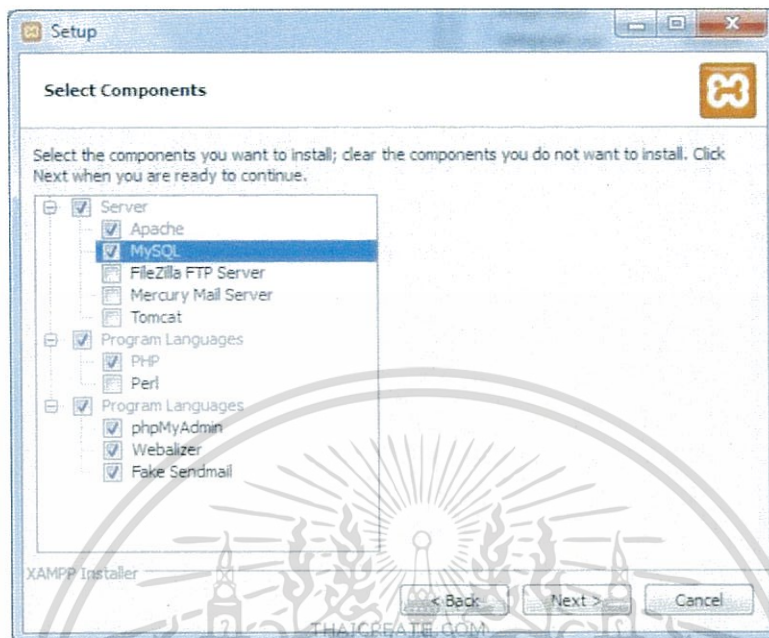 Setup
Select Components
Select the components you want to install; clear the components you do not want to install. Click
Next when you are ready to continue.
Server
Apache
MySQL
FileZilla FTP Server
Mercury Mail Server
Tomcat
Program Languages
PHP
Perl
Program Languages
phpMyAdmin
Webalizer
Fake Sendmail
XAMPP Installer
< Back
Next >
Cancel
THAICREATE.COM